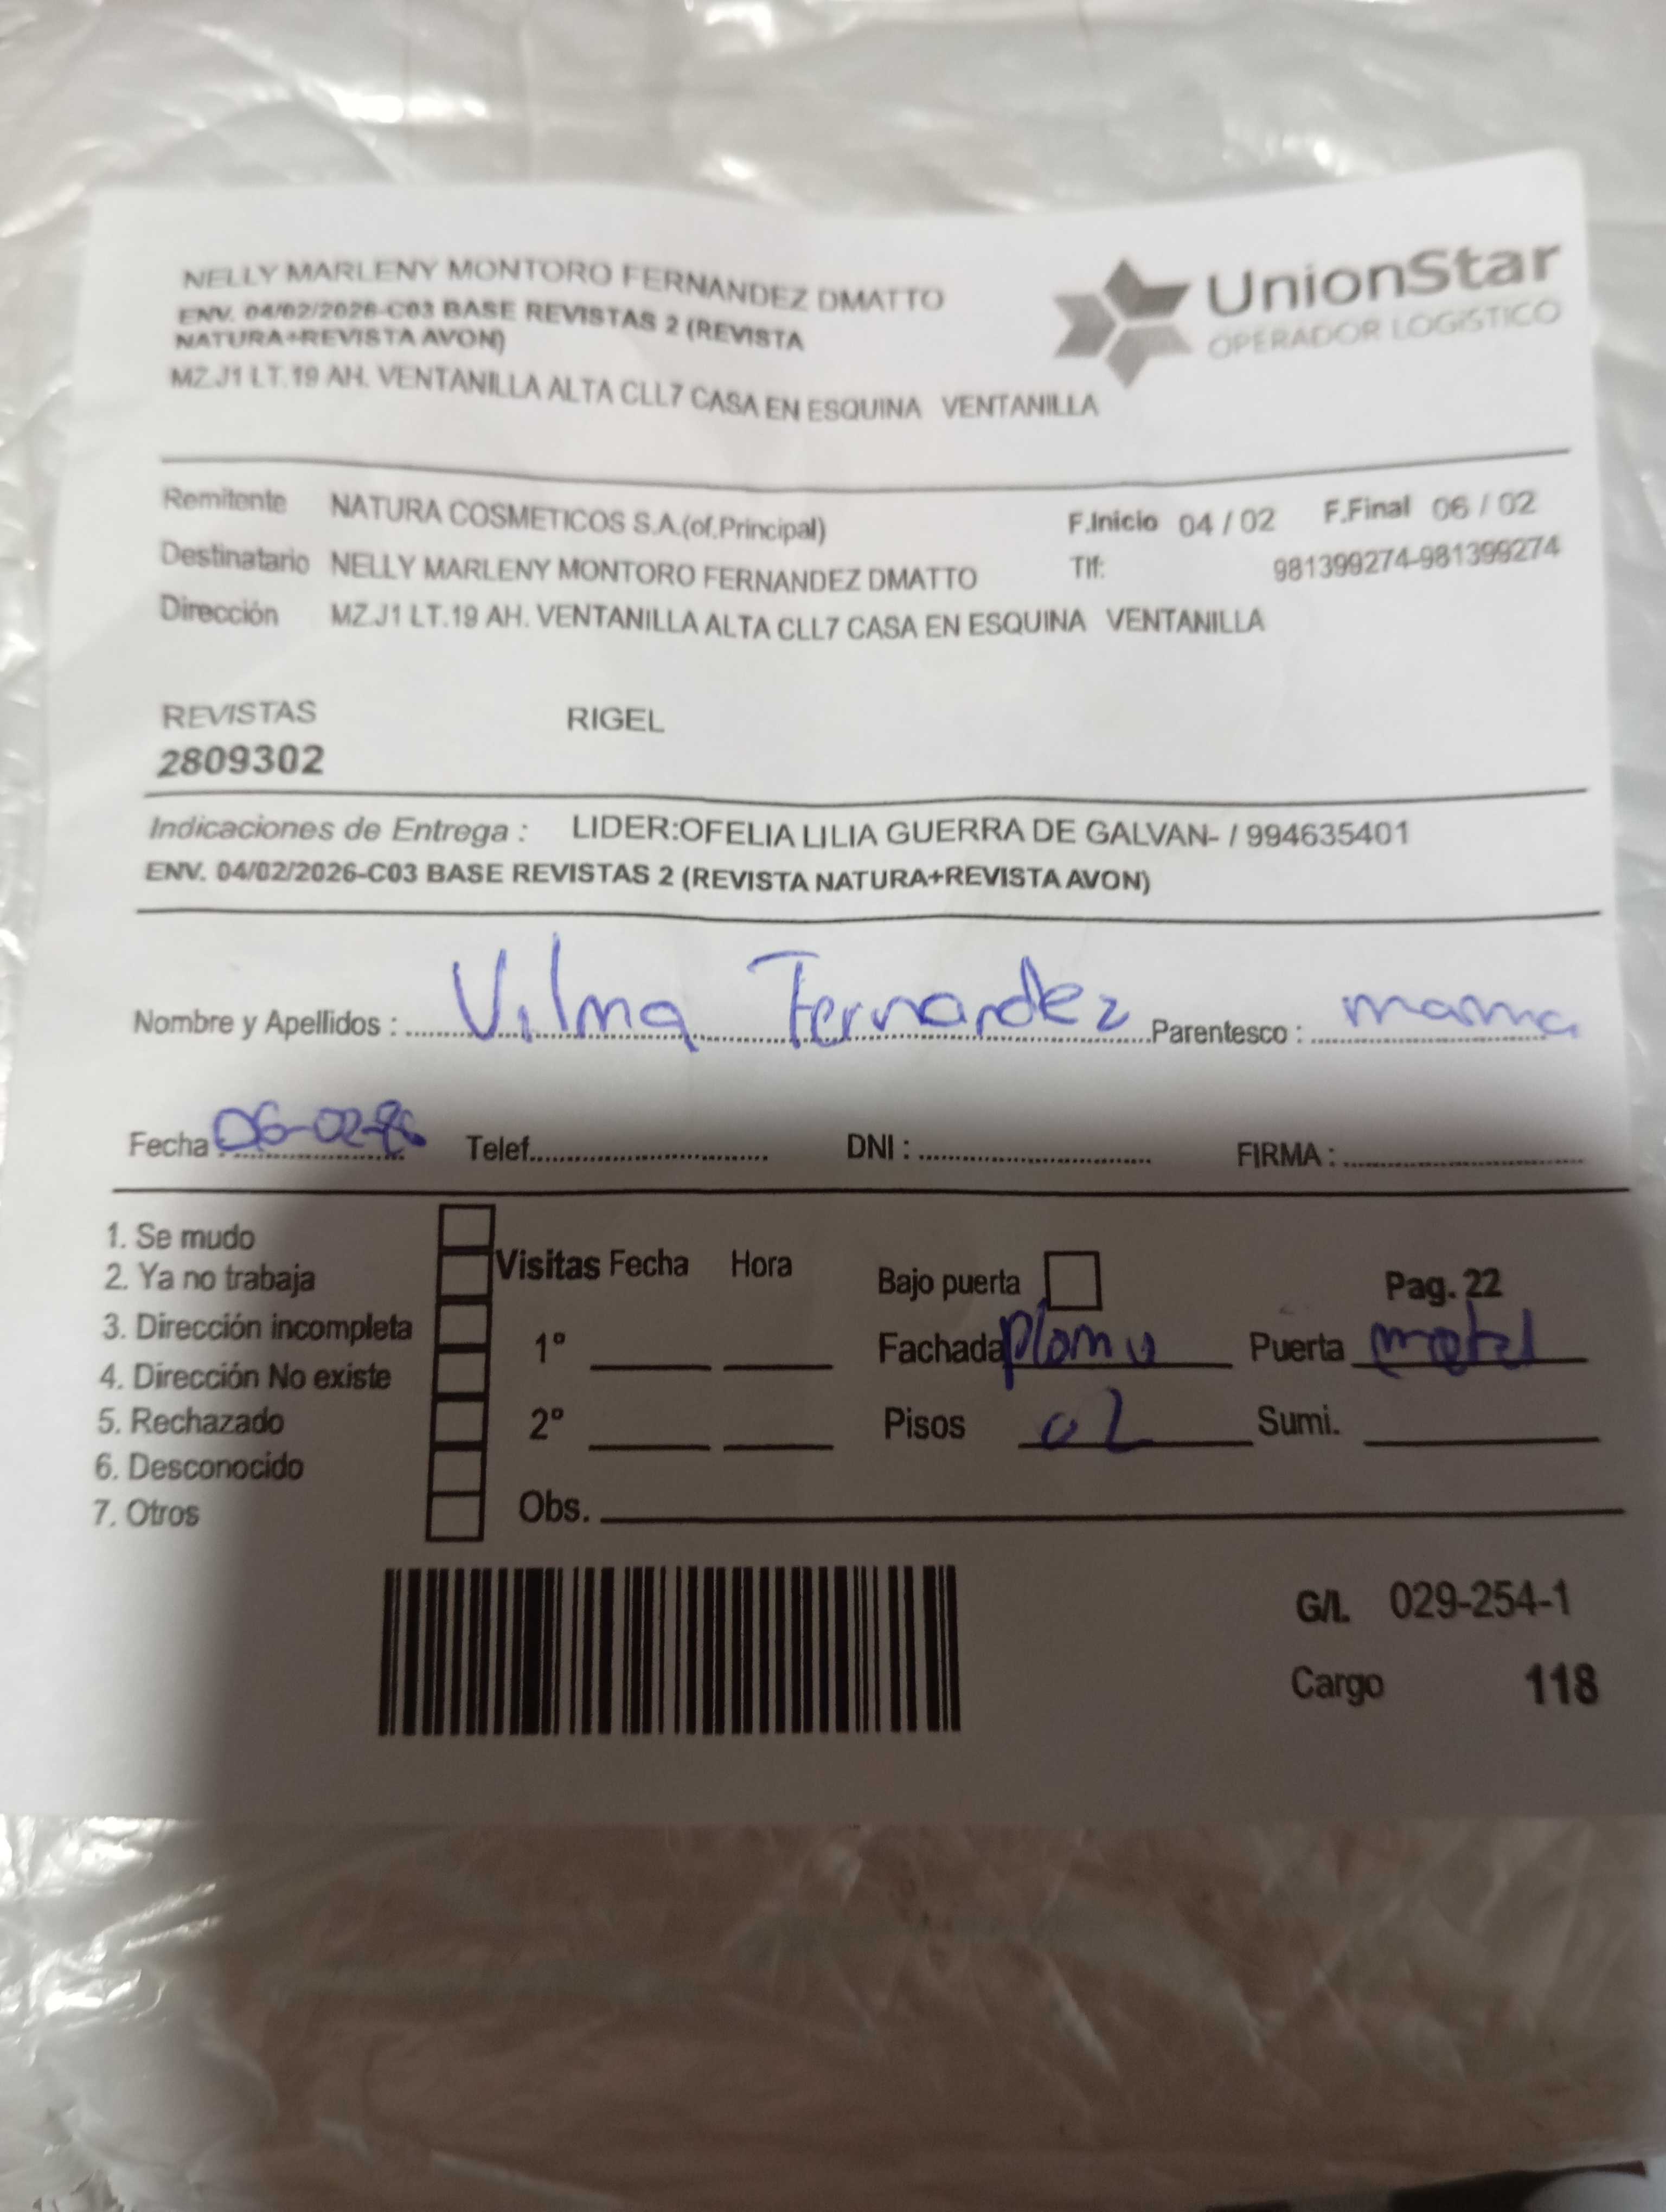 NELLY MARLENY MONTORO FERNANDEZ DMATTO
ENV. 04/02/2026-C03 BASE REVISTAS 2 (REVISTA
NATURA+REVISTA AVON)
MZ.J1 LT.19 AH. VENTANILLA ALTA CLL7 CASA EN ESQUINA VENTANILLA
UnionStar
OPERADOR LOGISTICO
Remitente NATURA COSMETICOS S.A.(of.Principal) F.Inicio 04 / 02 F.Final 06 / 02
Destinatario NELLY MARLENY MONTORO FERNANDEZ DMATTO Tlf: 981399274-981399274
Dirección MZ.J1 LT.19 AH. VENTANILLA ALTA CLL7 CASA EN ESQUINA VENTANILLA
REVISTAS RIGEL
2809302
Indicaciones de Entrega : LIDER:OFELIA LILIA GUERRA DE GALVAN- / 994635401
ENV. 04/02/2026-C03 BASE REVISTAS 2 (REVISTA NATURA+REVISTA AVON)
Nombre y Apellidos : Vilma Fernandez Parentesco : mama
Fecha : 06-02- Telef. DNI : FIRMA :
1. Se mudo
2. Ya no trabaja
3. Dirección incompleta
4. Dirección No existe
5. Rechazado
6. Desconocido
7. Otros
Visitas Fecha Hora
1º
2º
Obs.
Bajo puerta Pag. 22
Fachada plomo Puerta metal
Pisos 02 Sumi.
G/L 029-254-1
Cargo 118